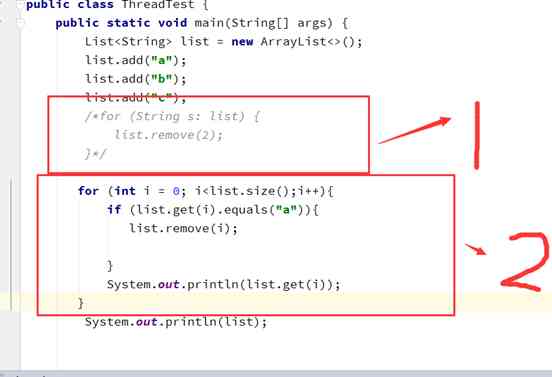 public class ThreadTest {
public static void main(String[] args) {
List<String> list = new ArrayList<>();
list.add("a");
list.add("b");
list.add("c");
/*for (String s: list) {
list.remove(2);
}*/
1
for (int i = 0; i<list.size();i++){
if (list.get(i).equals("a")){
list.remove(i);
}
System.out.println(list.get(i));
}
2
System.out.println(list);